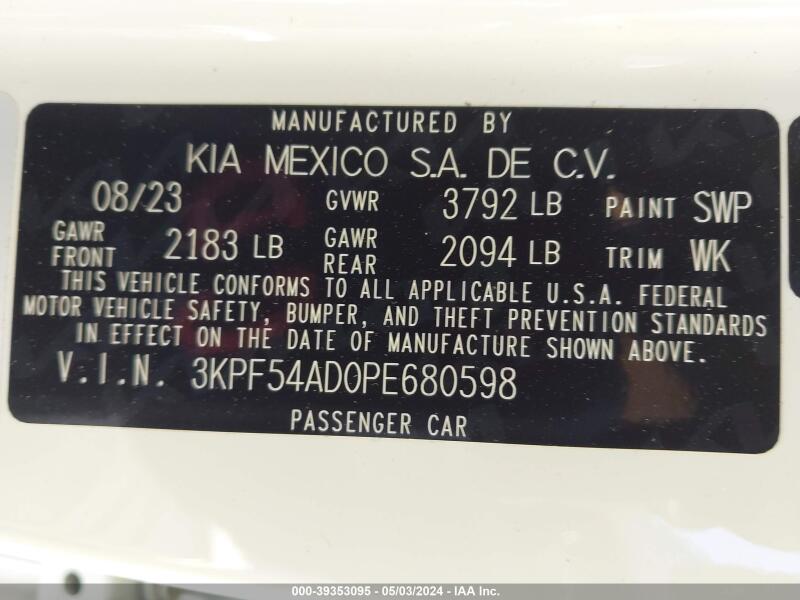 MANUFACTURED BY
KIA MEXICO S.A. DE C.V.
08/23 GVWR 3792 LB PAINT SWP
GAWR FRONT 2183 LB GAWR REAR 2094 LB TRIM WK
THIS VEHICLE CONFORMS TO ALL APPLICABLE U.S.A. FEDERAL
MOTOR VEHICLE SAFETY, BUMPER, AND THEFT PREVENTION STANDARDS
IN EFFECT ON THE DATE OF MANUFACTURE SHOWN ABOVE.
V.I.N. 3KPF54AD0PE680598
PASSENGER CAR
000-39353095 - 05/03/2024 - IAA Inc.